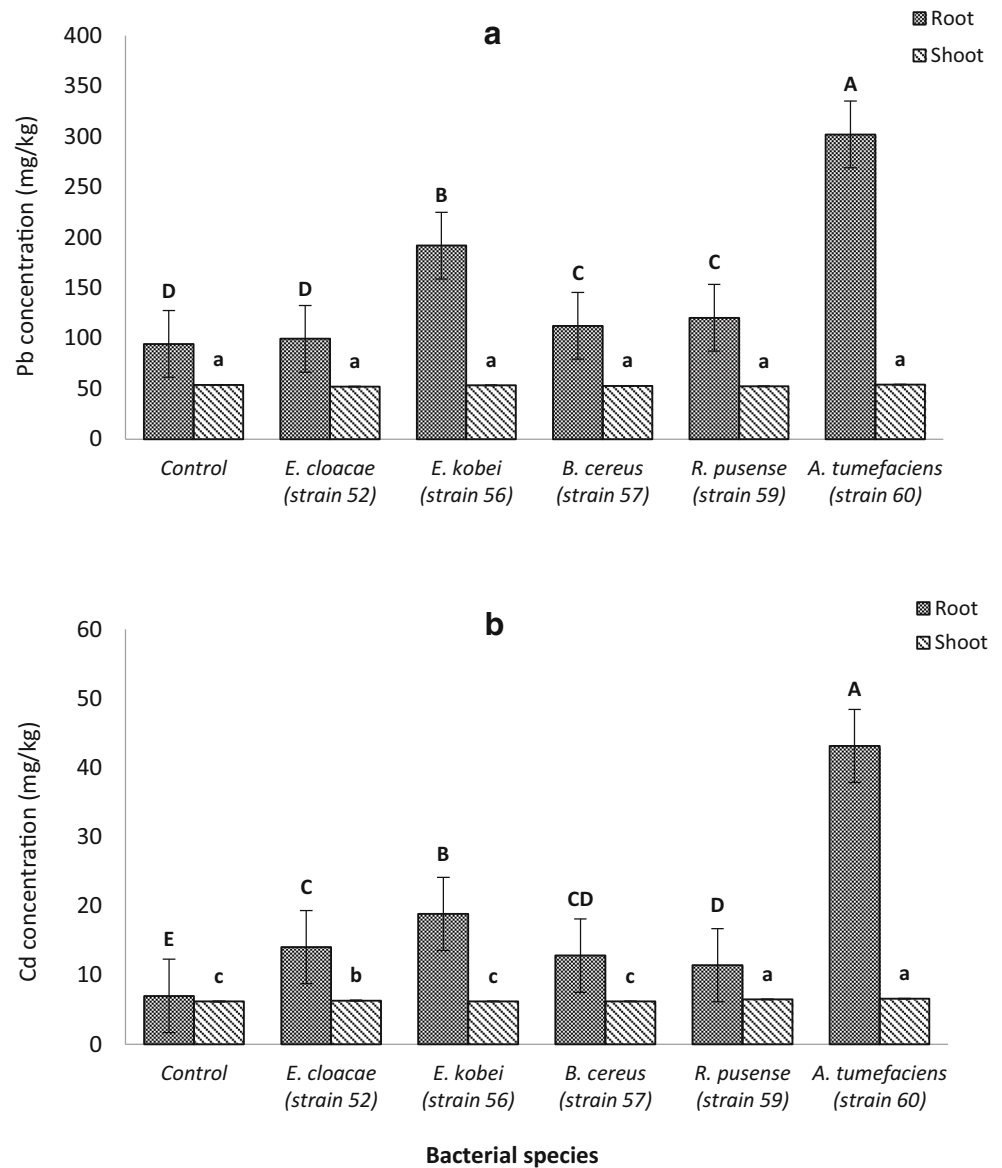 a
Root
Shoot
Pb concentration (mg/kg)
400
350
300
250
200
150
100
50
0
D
a
D
a
B
a
C
a
C
a
A
a
Control
E. cloacae
(strain 52)
E. kobei
(strain 56)
B. cereus
(strain 57)
R. pusense
(strain 59)
A. tumefaciens
(strain 60)
b
Root
Shoot
Cd concentration (mg/kg)
60
50
40
30
20
10
0
E
c
C
b
B
c
CD
c
D
a
A
a
Control
E. cloacae
(strain 52)
E. kobei
(strain 56)
B. cereus
(strain 57)
R. pusense
(strain 59)
A. tumefaciens
(strain 60)
Bacterial species